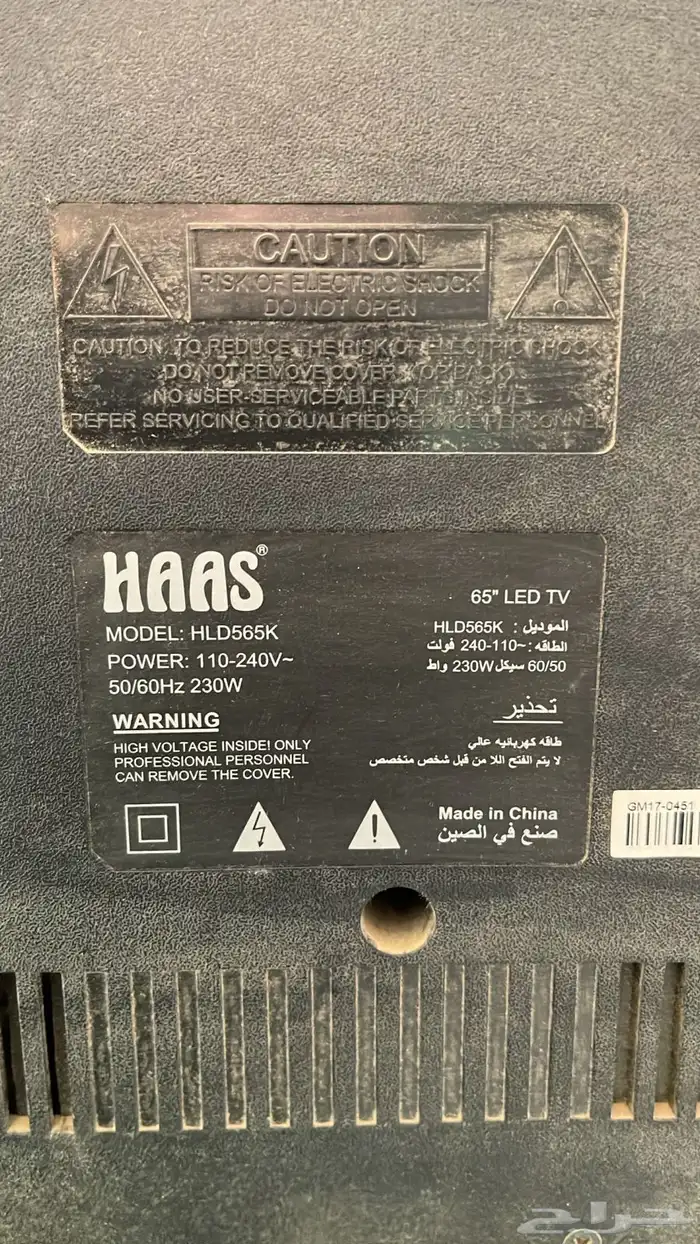 CAUTION
RISK OF ELECTRIC SHOCK
DO NOT OPEN
CAUTION TO REDUCE THE RISK OF ELECTRIC SHOCK
DO NOT REMOVE COVER (OR BACK)
NO USER-SERVICEABLE PARTS INSIDE
REFER SERVICING TO QUALIFIED SERVICE PERSONNEL
HAAS®
65" LED TV
MODEL: HLD565K
POWER: 110-240V~
50/60Hz 230W
الموديل : HLD565K
الطاقه :~110-240 فولت
60/50 سيكل 230W واط
WARNING
HIGH VOLTAGE INSIDE! ONLY
PROFESSIONAL PERSONNEL
CAN REMOVE THE COVER.
تحذير
طاقه كهربائيه عالي
لا يتم الفتح اللا من قبل شخص متخصص
Made in China
صنع في الصين
GM17-0451
حراج